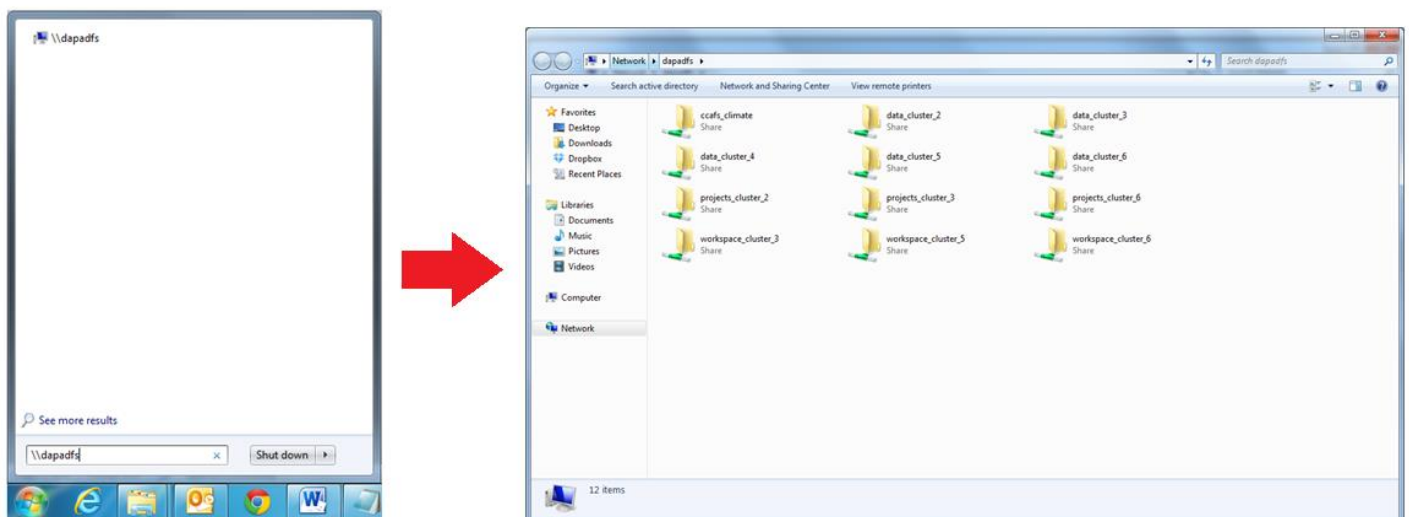 \\dapadfs
See more results
\\dapadfs
Shut down
Network dapadfs
Search dapadfs
Organize Search active directory Network and Sharing Center View remote printers
Favorites
Desktop
Downloads
Dropbox
Recent Places
Libraries
Documents
Music
Pictures
Videos
Computer
Network
ccafs_climate
Share
data_cluster_2
Share
data_cluster_3
Share
data_cluster_4
Share
data_cluster_5
Share
data_cluster_6
Share
projects_cluster_2
Share
projects_cluster_3
Share
projects_cluster_6
Share
workspace_cluster_3
Share
workspace_cluster_5
Share
workspace_cluster_6
Share
12 items